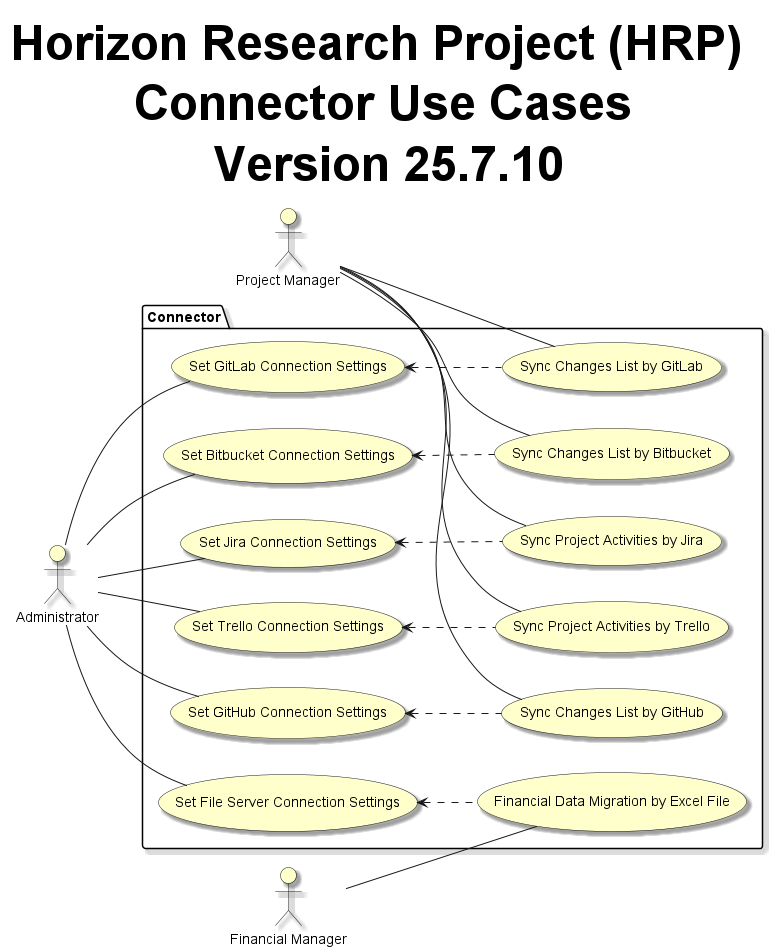 Horizon Research Project (HRP)
Connector Use Cases
Version 25.7.10
Project Manager
Connector
Set GitLab Connection Settings
Sync Changes List by GitLab
Set Bitbucket Connection Settings
Sync Changes List by Bitbucket
Set Jira Connection Settings
Sync Project Activities by Jira
Administrator
Set Trello Connection Settings
Sync Project Activities by Trello
Set GitHub Connection Settings
Sync Changes List by GitHub
Set File Server Connection Settings
Financial Data Migration by Excel File
Financial Manager